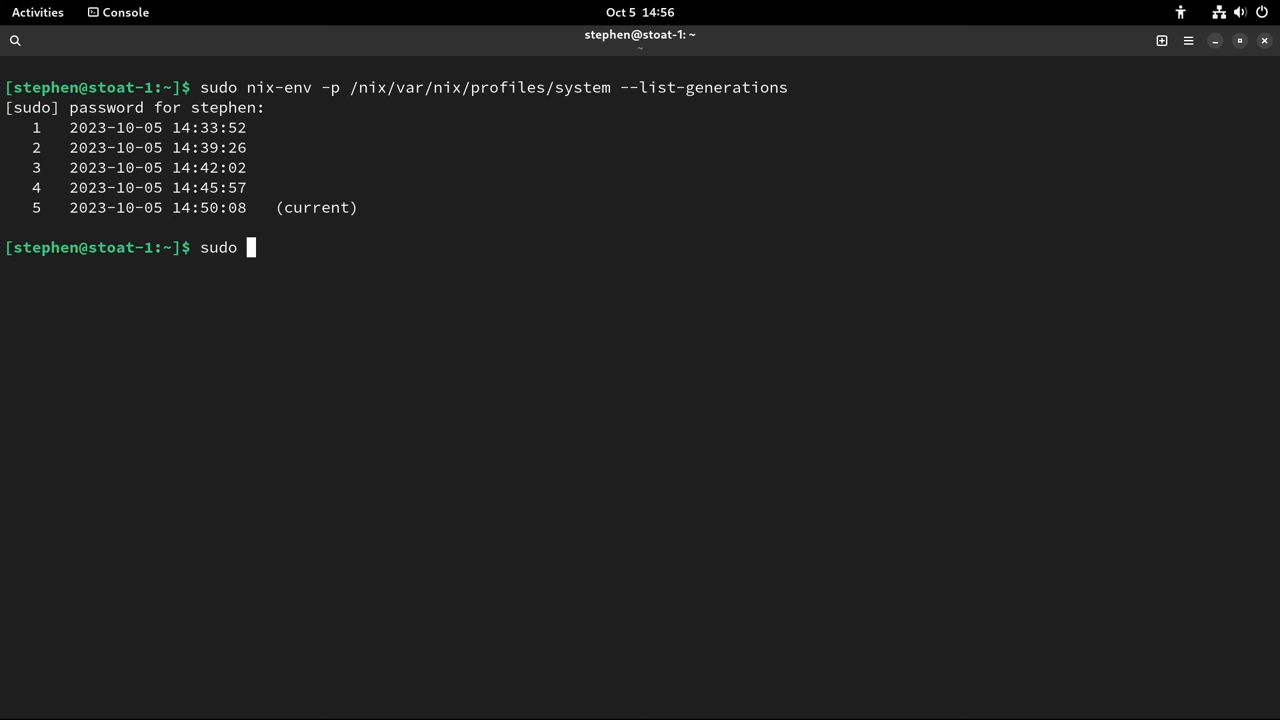 Activities Console Oct 5 14:56
stephen@stoat-1: ~
~
[stephen@stoat-1:~]$ sudo nix-env -p /nix/var/nix/profiles/system --list-generations
[sudo] password for stephen:
1 2023-10-05 14:33:52
2 2023-10-05 14:39:26
3 2023-10-05 14:42:02
4 2023-10-05 14:45:57
5 2023-10-05 14:50:08 (current)
[stephen@stoat-1:~]$ sudo